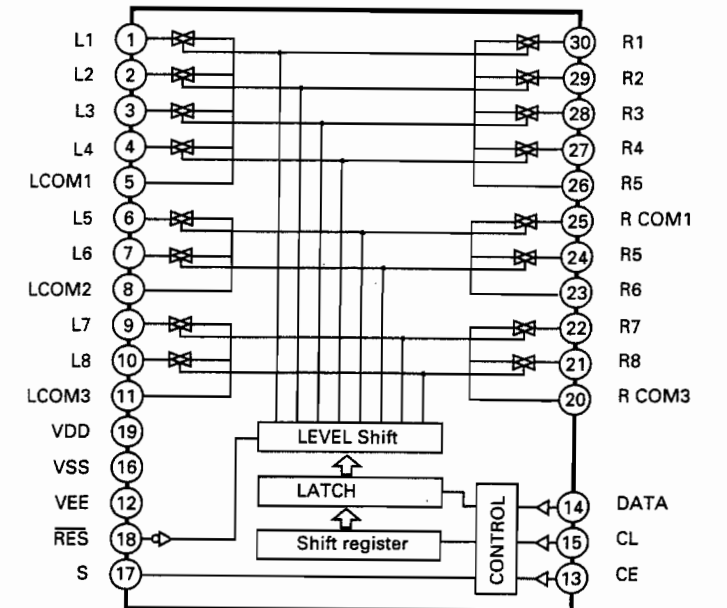 L1 1 30 R1
L2 2 29 R2
L3 3 28 R3
L4 4 27 R4
LCOM1 5 26 R5
L5 6 25 R COM1
L6 7 24 R5
LCOM2 8 23 R6
L7 9 22 R7
L8 10 21 R8
LCOM3 11 20 R COM3
VDD 19
LEVEL Shift
VSS 16
LATCH
VEE 12
CONTROL
14 DATA
RES 18
Shift register
15 CL
S 17
13 CE